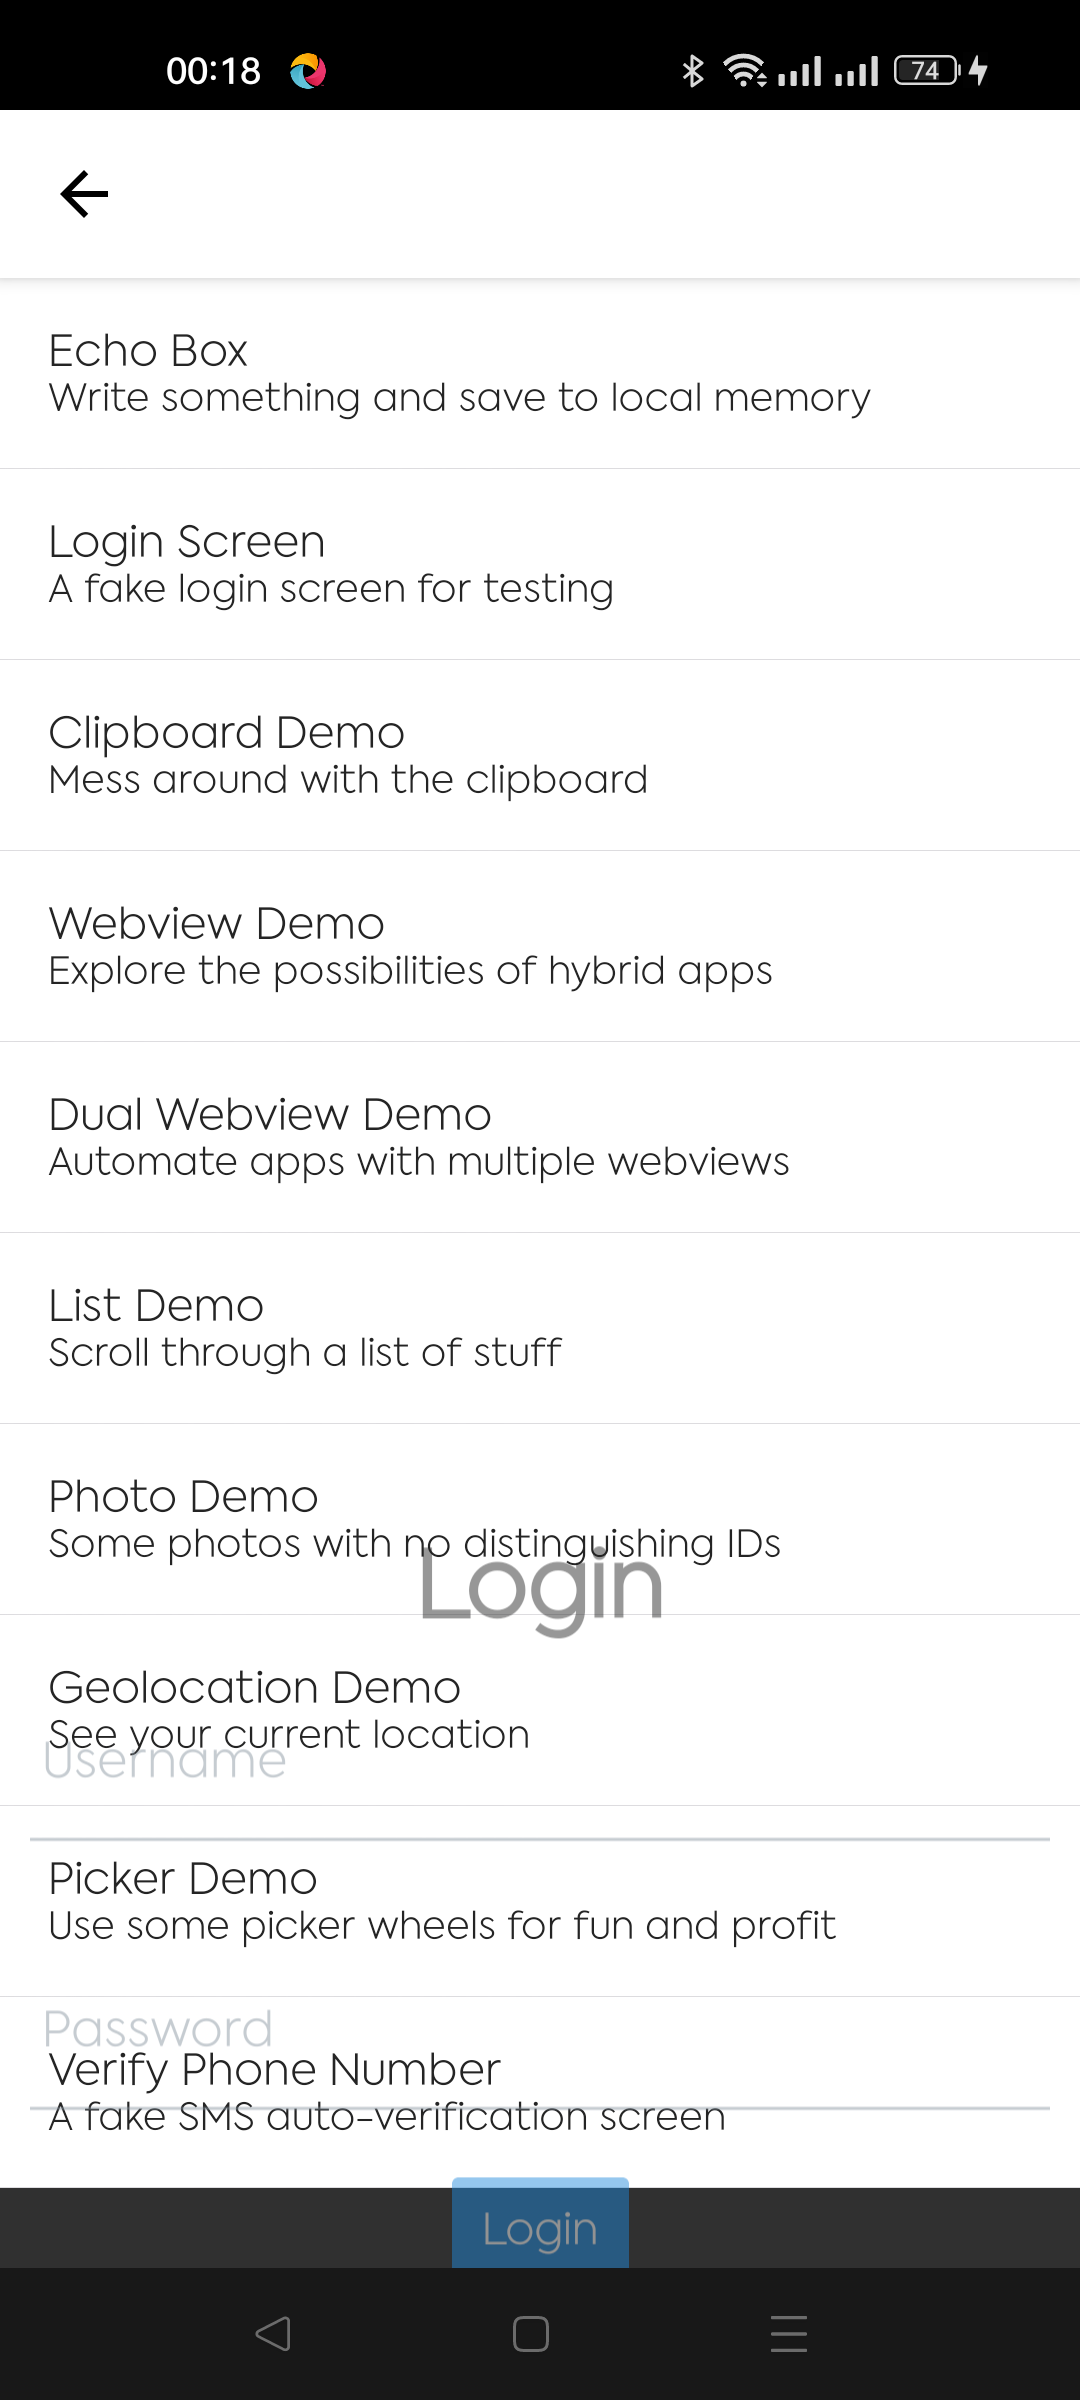 00:18
74
Echo Box
Write something and save to local memory
Login Screen
A fake login screen for testing
Clipboard Demo
Mess around with the clipboard
Webview Demo
Explore the possibilities of hybrid apps
Dual Webview Demo
Automate apps with multiple webviews
List Demo
Scroll through a list of stuff
Photo Demo
Some photos with no distinguishing IDs
Login
Geolocation Demo
See your current location
Username
Picker Demo
Use some picker wheels for fun and profit
Password
Verify Phone Number
A fake SMS auto-verification screen
Login